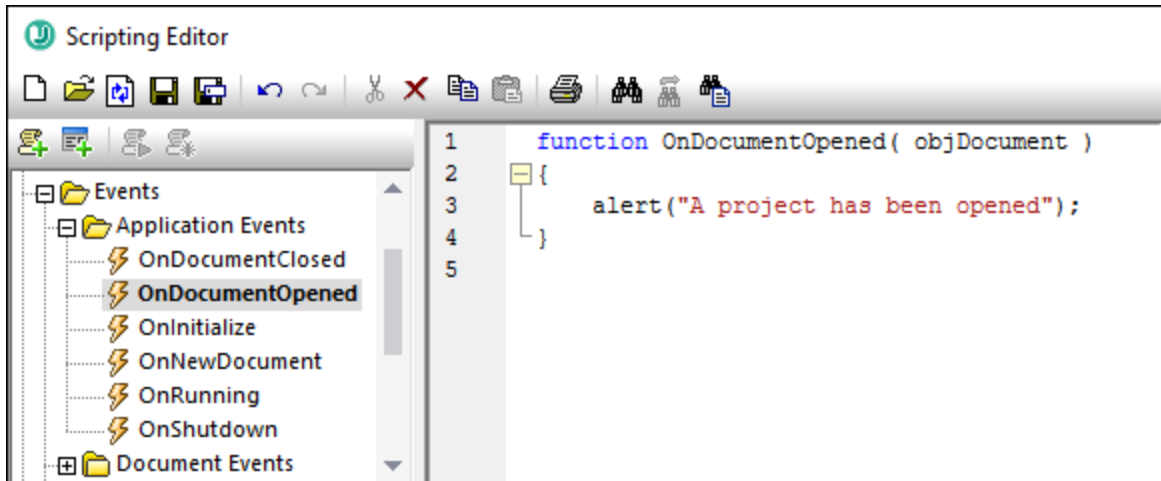 Scripting Editor
Events
Application Events
OnDocumentClosed
OnDocumentOpened
OnInitialize
OnNewDocument
OnRunning
OnShutdown
Document Events
1 function OnDocumentOpened( objDocument )
2 {
3 alert("A project has been opened");
4 }
5